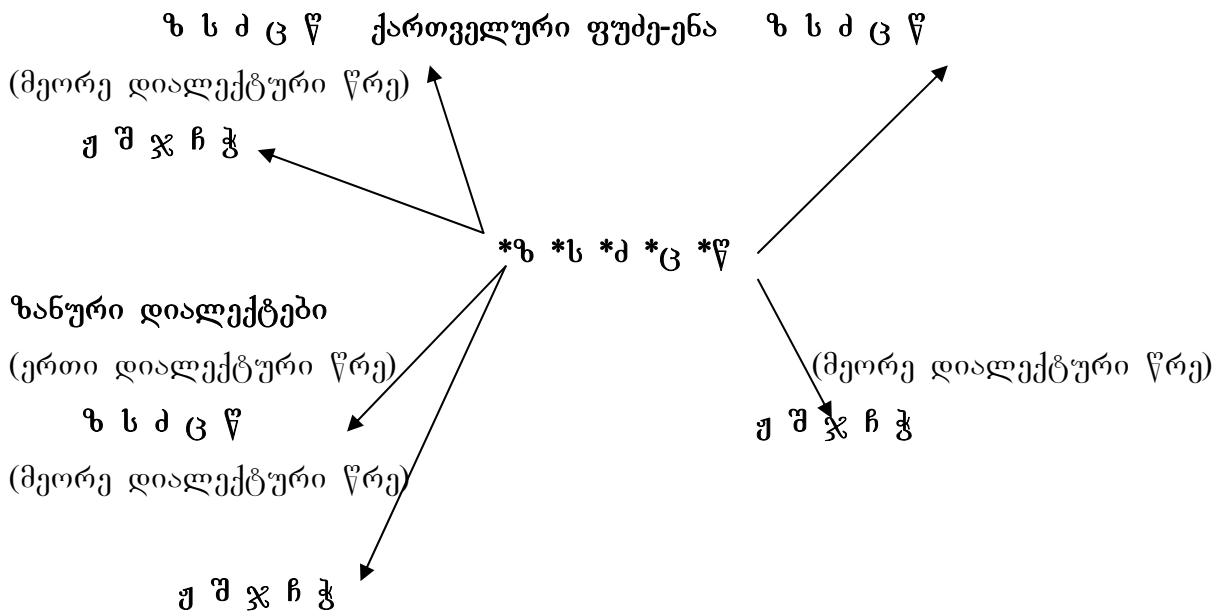 ზ ს ძ ც წ ქართველური ფუძე-ენა ზ ს ძ ც წ
(მეორე დიალექტური წრე)
ჟ შ ჯ ჩ ჭ
*ზ *ს *ძ *ც *წ
ზანური დიალექტები
(ერთი დიალექტური წრე) (მეორე დიალექტური წრე)
ზ ს ძ ც წ ჟ შ ჯ ჩ ჭ
(მეორე დიალექტური წრე)
ჟ შ ჯ ჩ ჭ